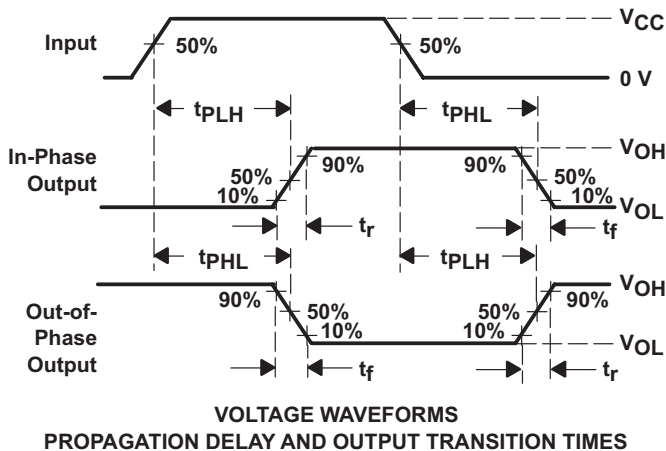 VCC
Input
50%
50%
0 V
tPLH
tPHL
In-Phase
Output
VOH
90%
90%
50%
50%
10%
10%
VOL
tr
tf
tPHL
tPLH
VOH
90%
90%
Out-of-
Phase
Output
50%
50%
10%
10%
VOL
tf
tr
VOLTAGE WAVEFORMS
PROPAGATION DELAY AND OUTPUT TRANSITION TIMES